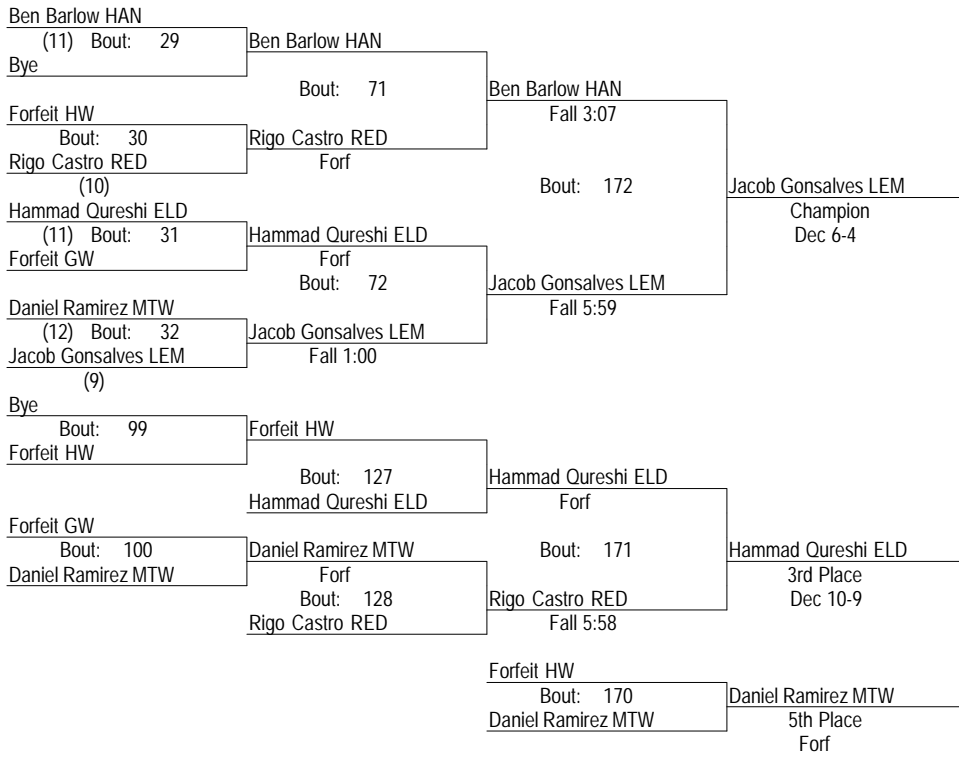 Ben Barlow HAN
(11) Bout: 29
Ben Barlow HAN
Bye
Bout: 71
Ben Barlow HAN
Forfeit HW
Fall 3:07
Bout: 30
Rigo Castro RED
Rigo Castro RED
Forf
(10)
Bout: 172
Jacob Gonsalves LEM
Hammad Qureshi ELD
Champion
(11) Bout: 31
Hammad Qureshi ELD
Dec 6-4
Forfeit GW
Forf
Bout: 72
Jacob Gonsalves LEM
Daniel Ramirez MTW
Fall 5:59
(12) Bout: 32
Jacob Gonsalves LEM
Jacob Gonsalves LEM
Fall 1:00
(9)
Bye
Bout: 99
Forfeit HW
Forfeit HW
Bout: 127
Hammad Qureshi ELD
Hammad Qureshi ELD
Forf
Forfeit GW
Bout: 100
Daniel Ramirez MTW
Bout: 171
Hammad Qureshi ELD
Daniel Ramirez MTW
Forf
3rd Place
Bout: 128
Rigo Castro RED
Dec 10-9
Rigo Castro RED
Fall 5:58
Forfeit HW
Bout: 170
Daniel Ramirez MTW
Daniel Ramirez MTW
5th Place
Forf